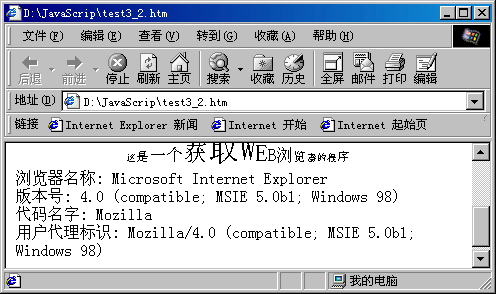 D:\JavaScrip\test3_2.htm
文件(F) 编辑(E) 查看(V) 转到(G) 收藏(A) 帮助(H)
后退 前进 停止 刷新 主页 搜索 收藏 历史 全屏 邮件 打印 编辑
地址(D) D:\JavaScrip\test3_2.htm
链接 Internet Explorer 新闻 Internet 开始 Internet 起始页
这是一个获取WEB浏览器的程序
浏览器名称: Microsoft Internet Explorer
版本号: 4.0 (compatible; MSIE 5.0b1; Windows 98)
代码名字: Mozilla
用户代理标识: Mozilla/4.0 (compatible; MSIE 5.0b1;
Windows 98)
我的电脑